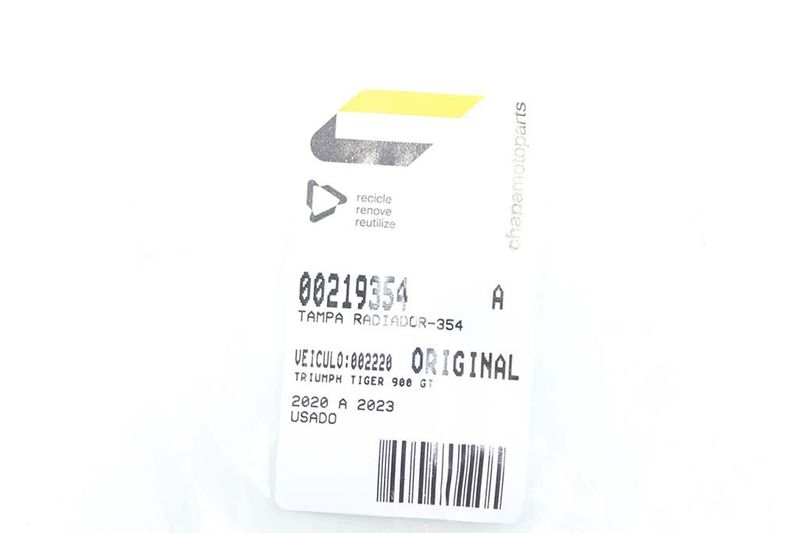 chapamotoparts
recicle
renove
reutilize
00219354 A
TAMPA RADIADOR-354
VEICULO:002220 ORIGINAL
TRIUMPH TIGER 900 GT
2020 A 2023
USADO